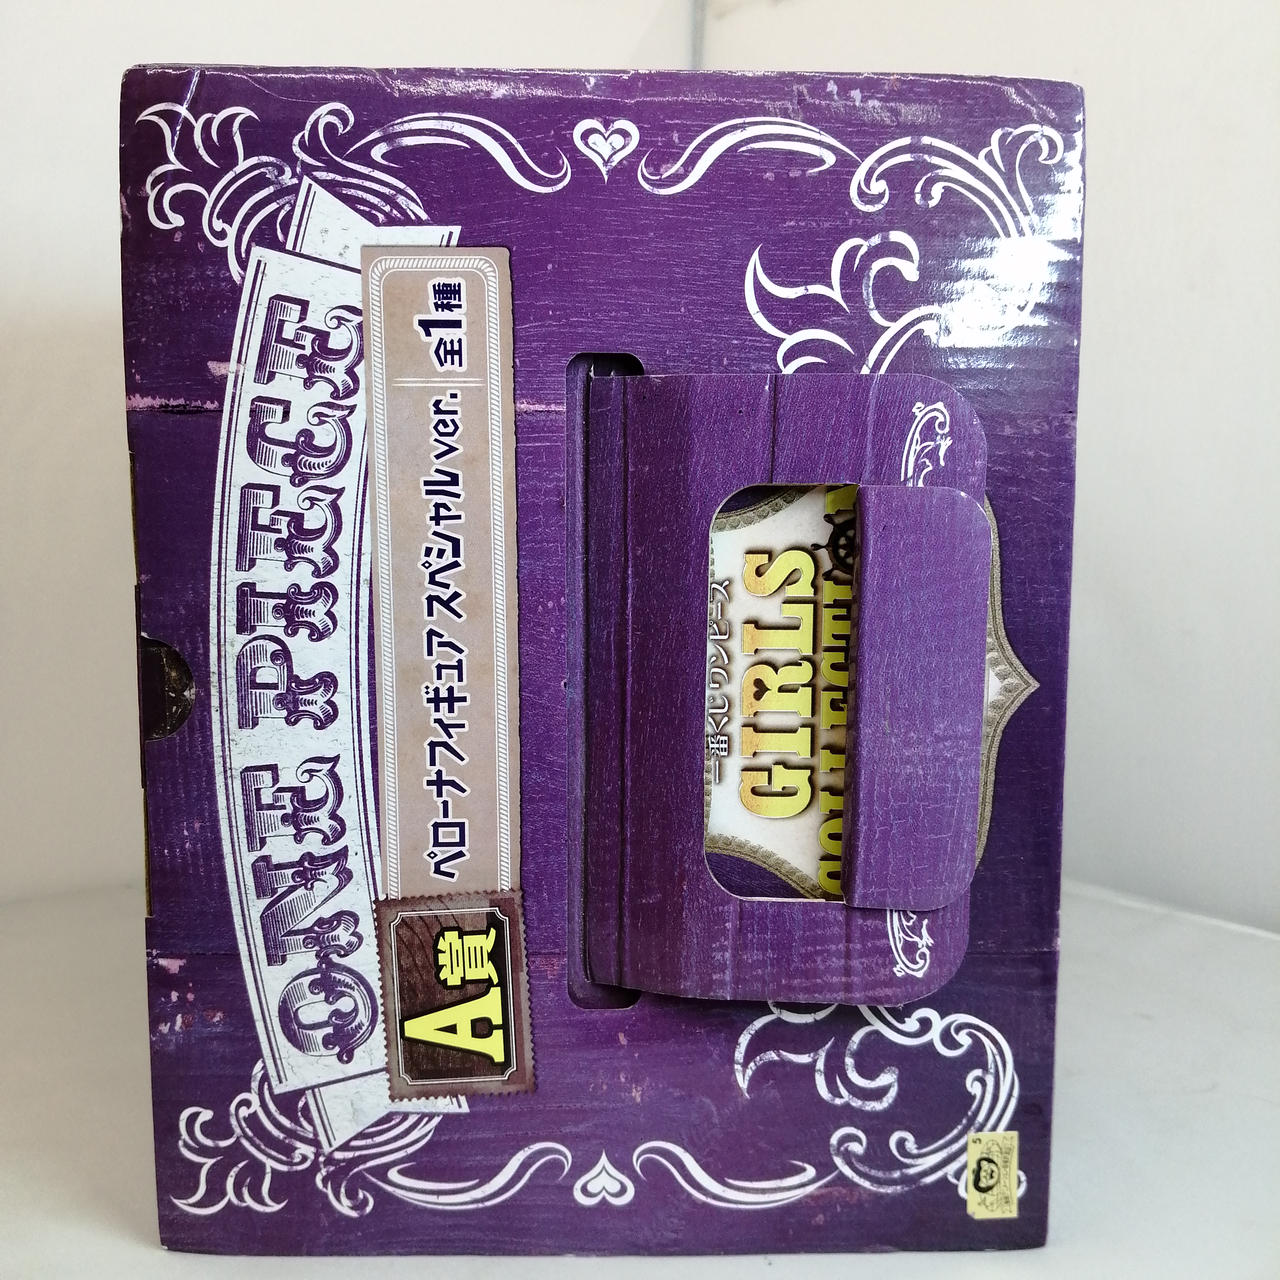 ONE PIECE
ペローナフィギュア スペシャルver. 全1種
A賞
一番くじ ワンピース
GIRLS
COLLECTION